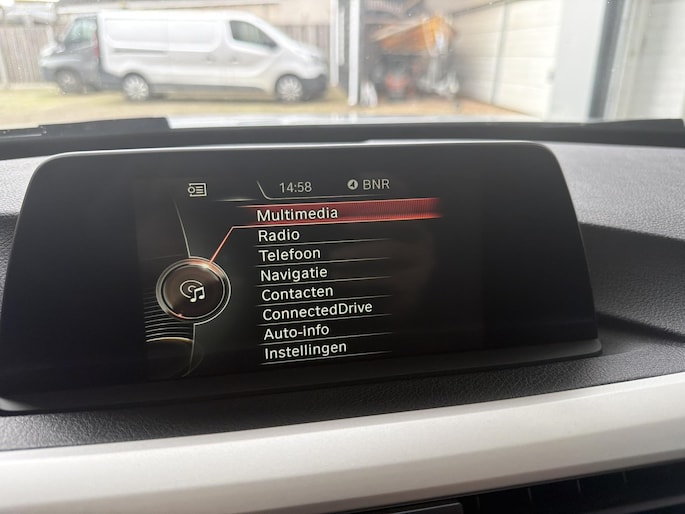 14:58 BNR
Multimedia
Radio
Telefoon
Navigatie
Contacten
ConnectedDrive
Auto-info
Instellingen